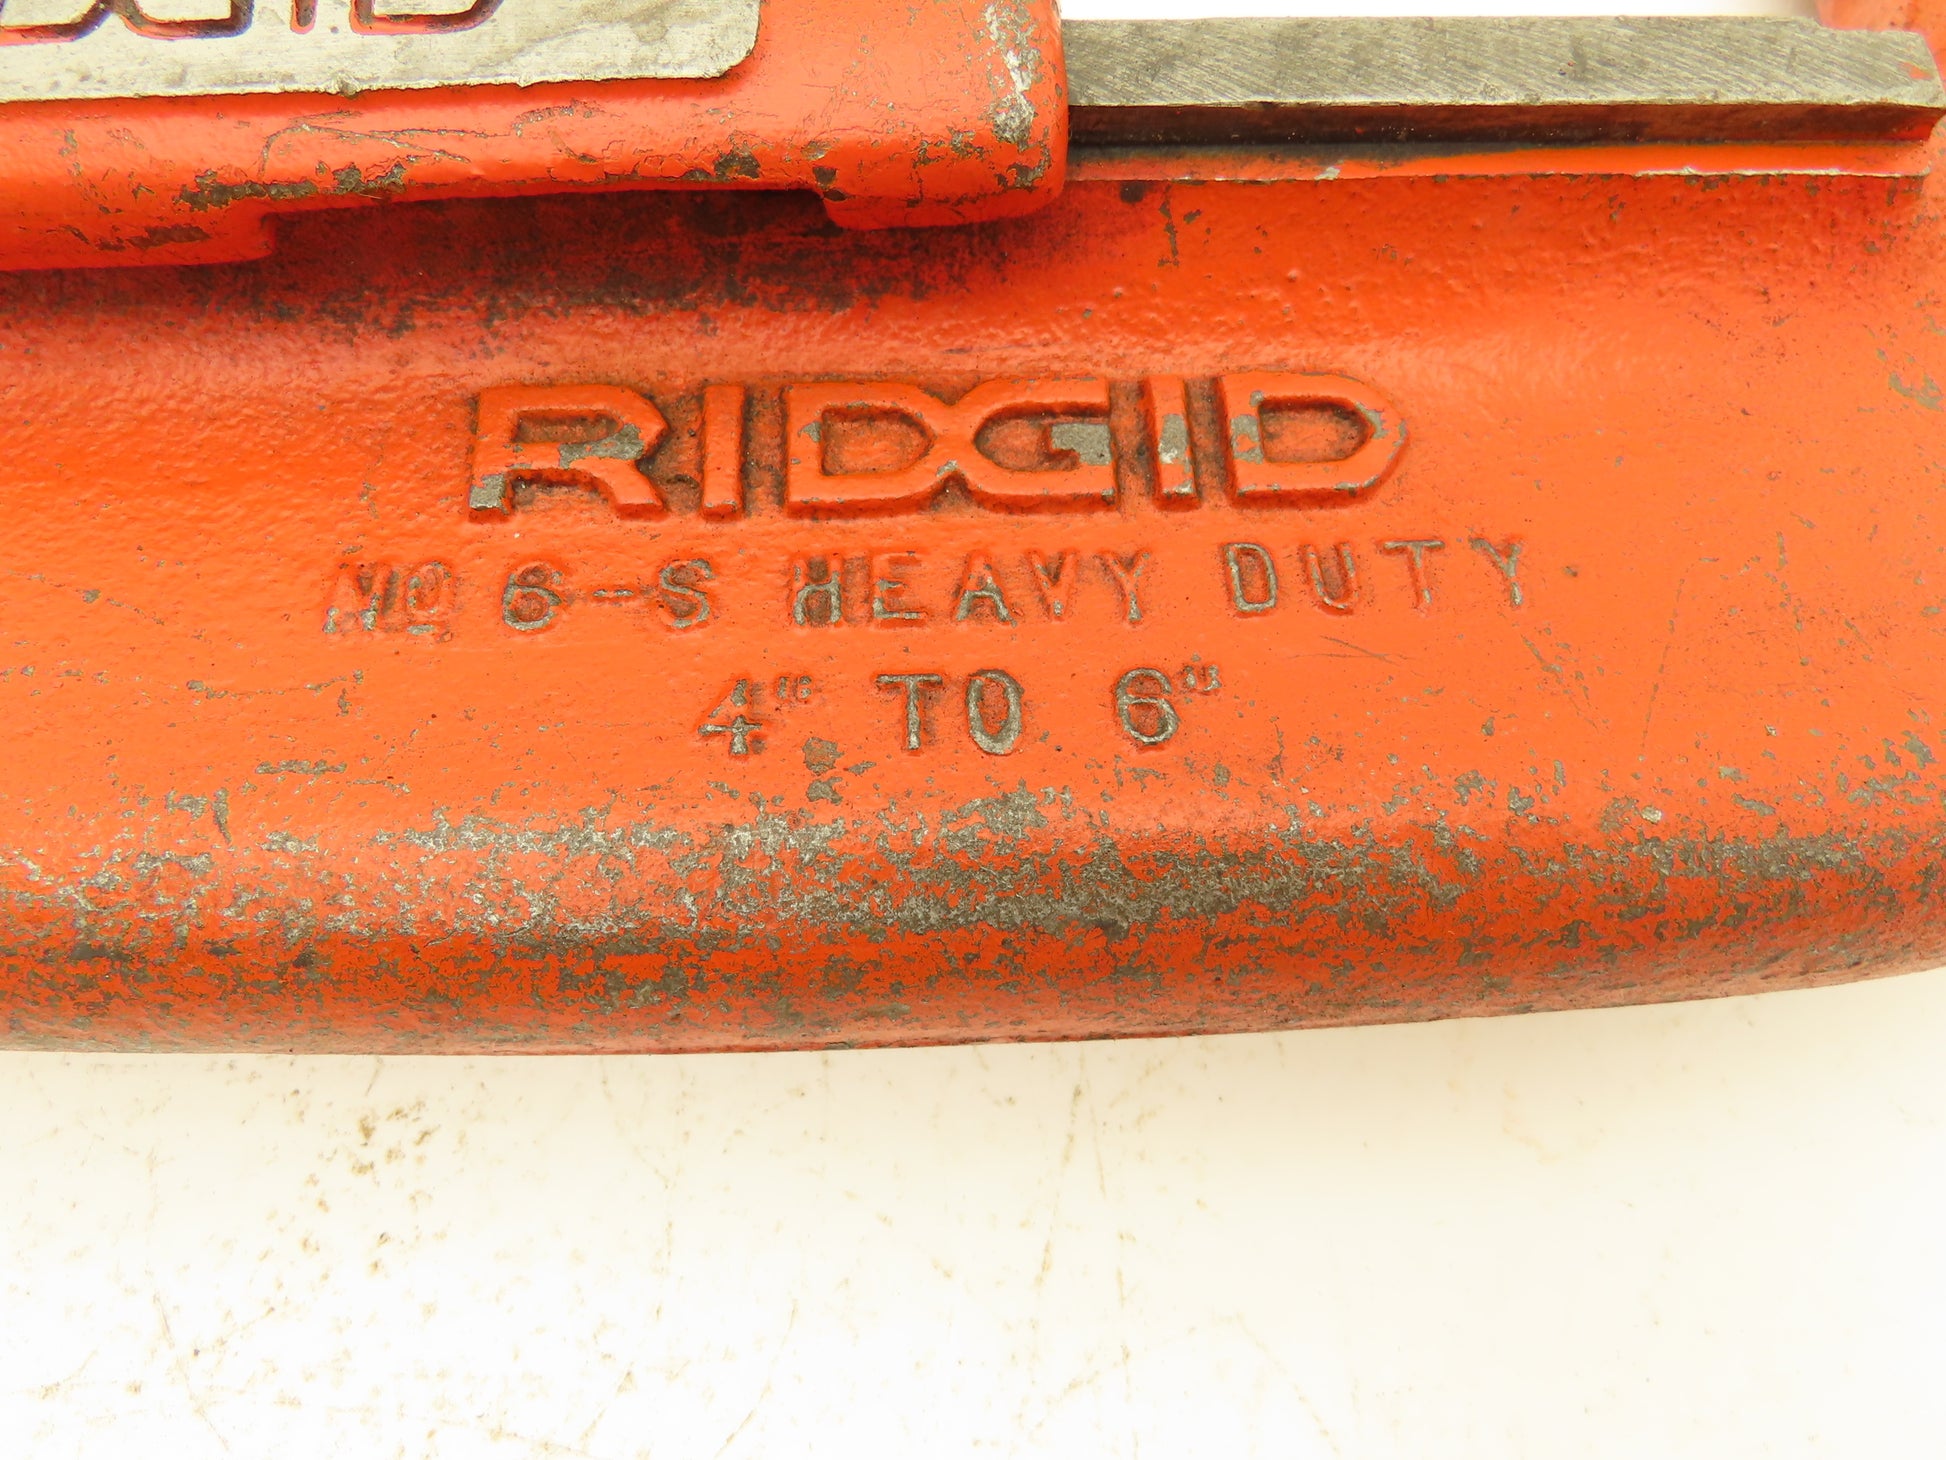 RIDGID
NO 6-S HEAVY DUTY
4" TO 6"